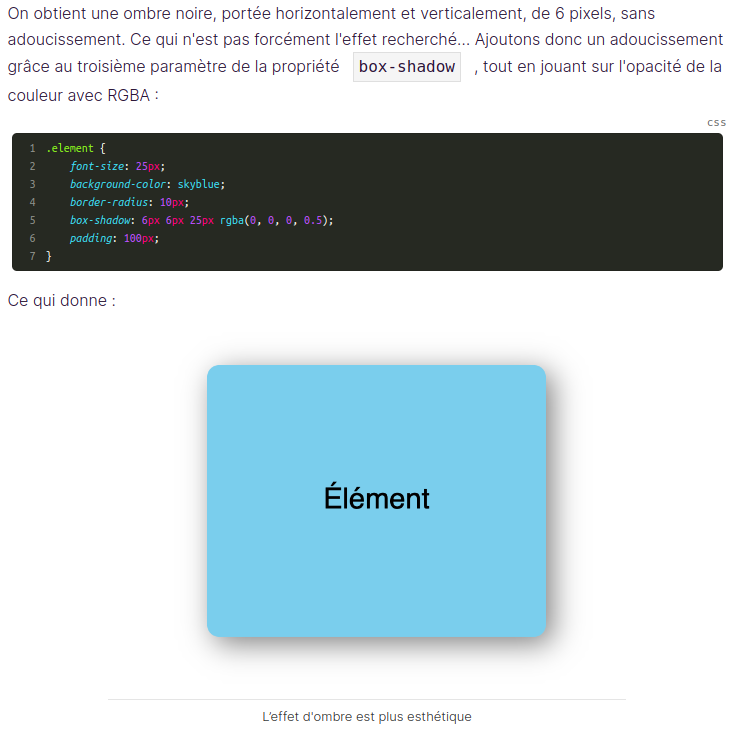 On obtient une ombre noire, portée horizontalement et verticalement, de 6 pixels, sans
adoucissement. Ce qui n'est pas forcément l'effet recherché... Ajoutons donc un adoucissement
grâce au troisième paramètre de la propriété box-shadow , tout en jouant sur l'opacité de la
couleur avec RGBA :
css
1 .element {
2 font-size: 25px;
3 background-color: skyblue;
4 border-radius: 10px;
5 box-shadow: 6px 6px 25px rgba(0, 0, 0, 0.5);
6 padding: 100px;
7 }
Ce qui donne :
Élément
L’effet d'ombre est plus esthétique